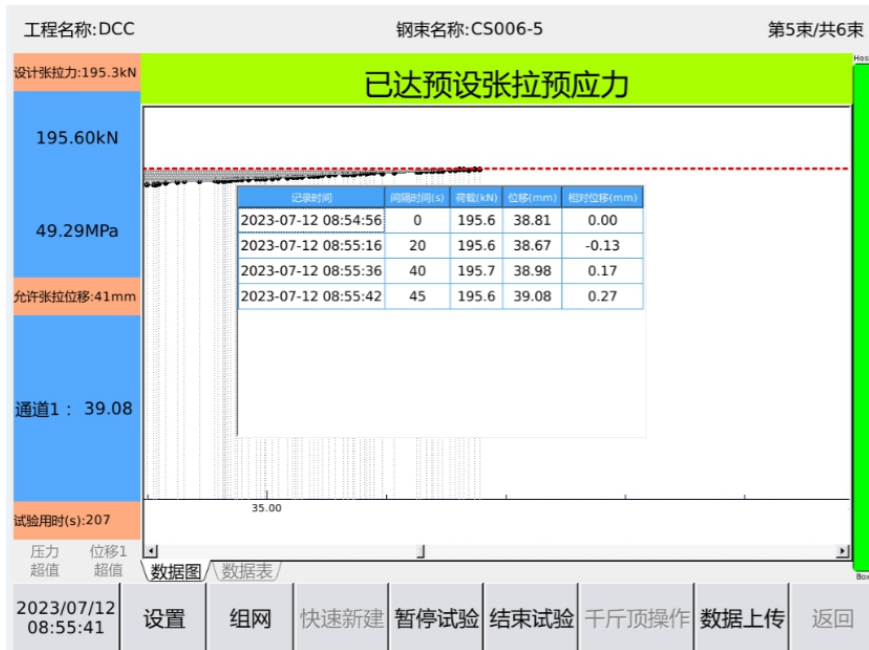 工程名称:DCC 钢束名称:CS006-5 第5束/共6束
设计张拉力:195.3kN
已达预设张拉预应力
Host
195.60kN
49.29MPa
允许张拉位移:41mm
通道1： 39.08
试验用时(s):207
压力 位移1
超值 超值
记录时间 间隔时间(s) 荷载(kN) 位移(mm) 相对位移(mm)
2023-07-12 08:54:56 0 195.6 38.81 0.00
2023-07-12 08:55:16 20 195.6 38.67 -0.13
2023-07-12 08:55:36 40 195.7 38.98 0.17
2023-07-12 08:55:42 45 195.6 39.08 0.27
35.00
数据图 数据表
Box
2023/07/12
08:55:41
设置 组网 快速新建 暂停试验 结束试验 千斤顶操作 数据上传 返回